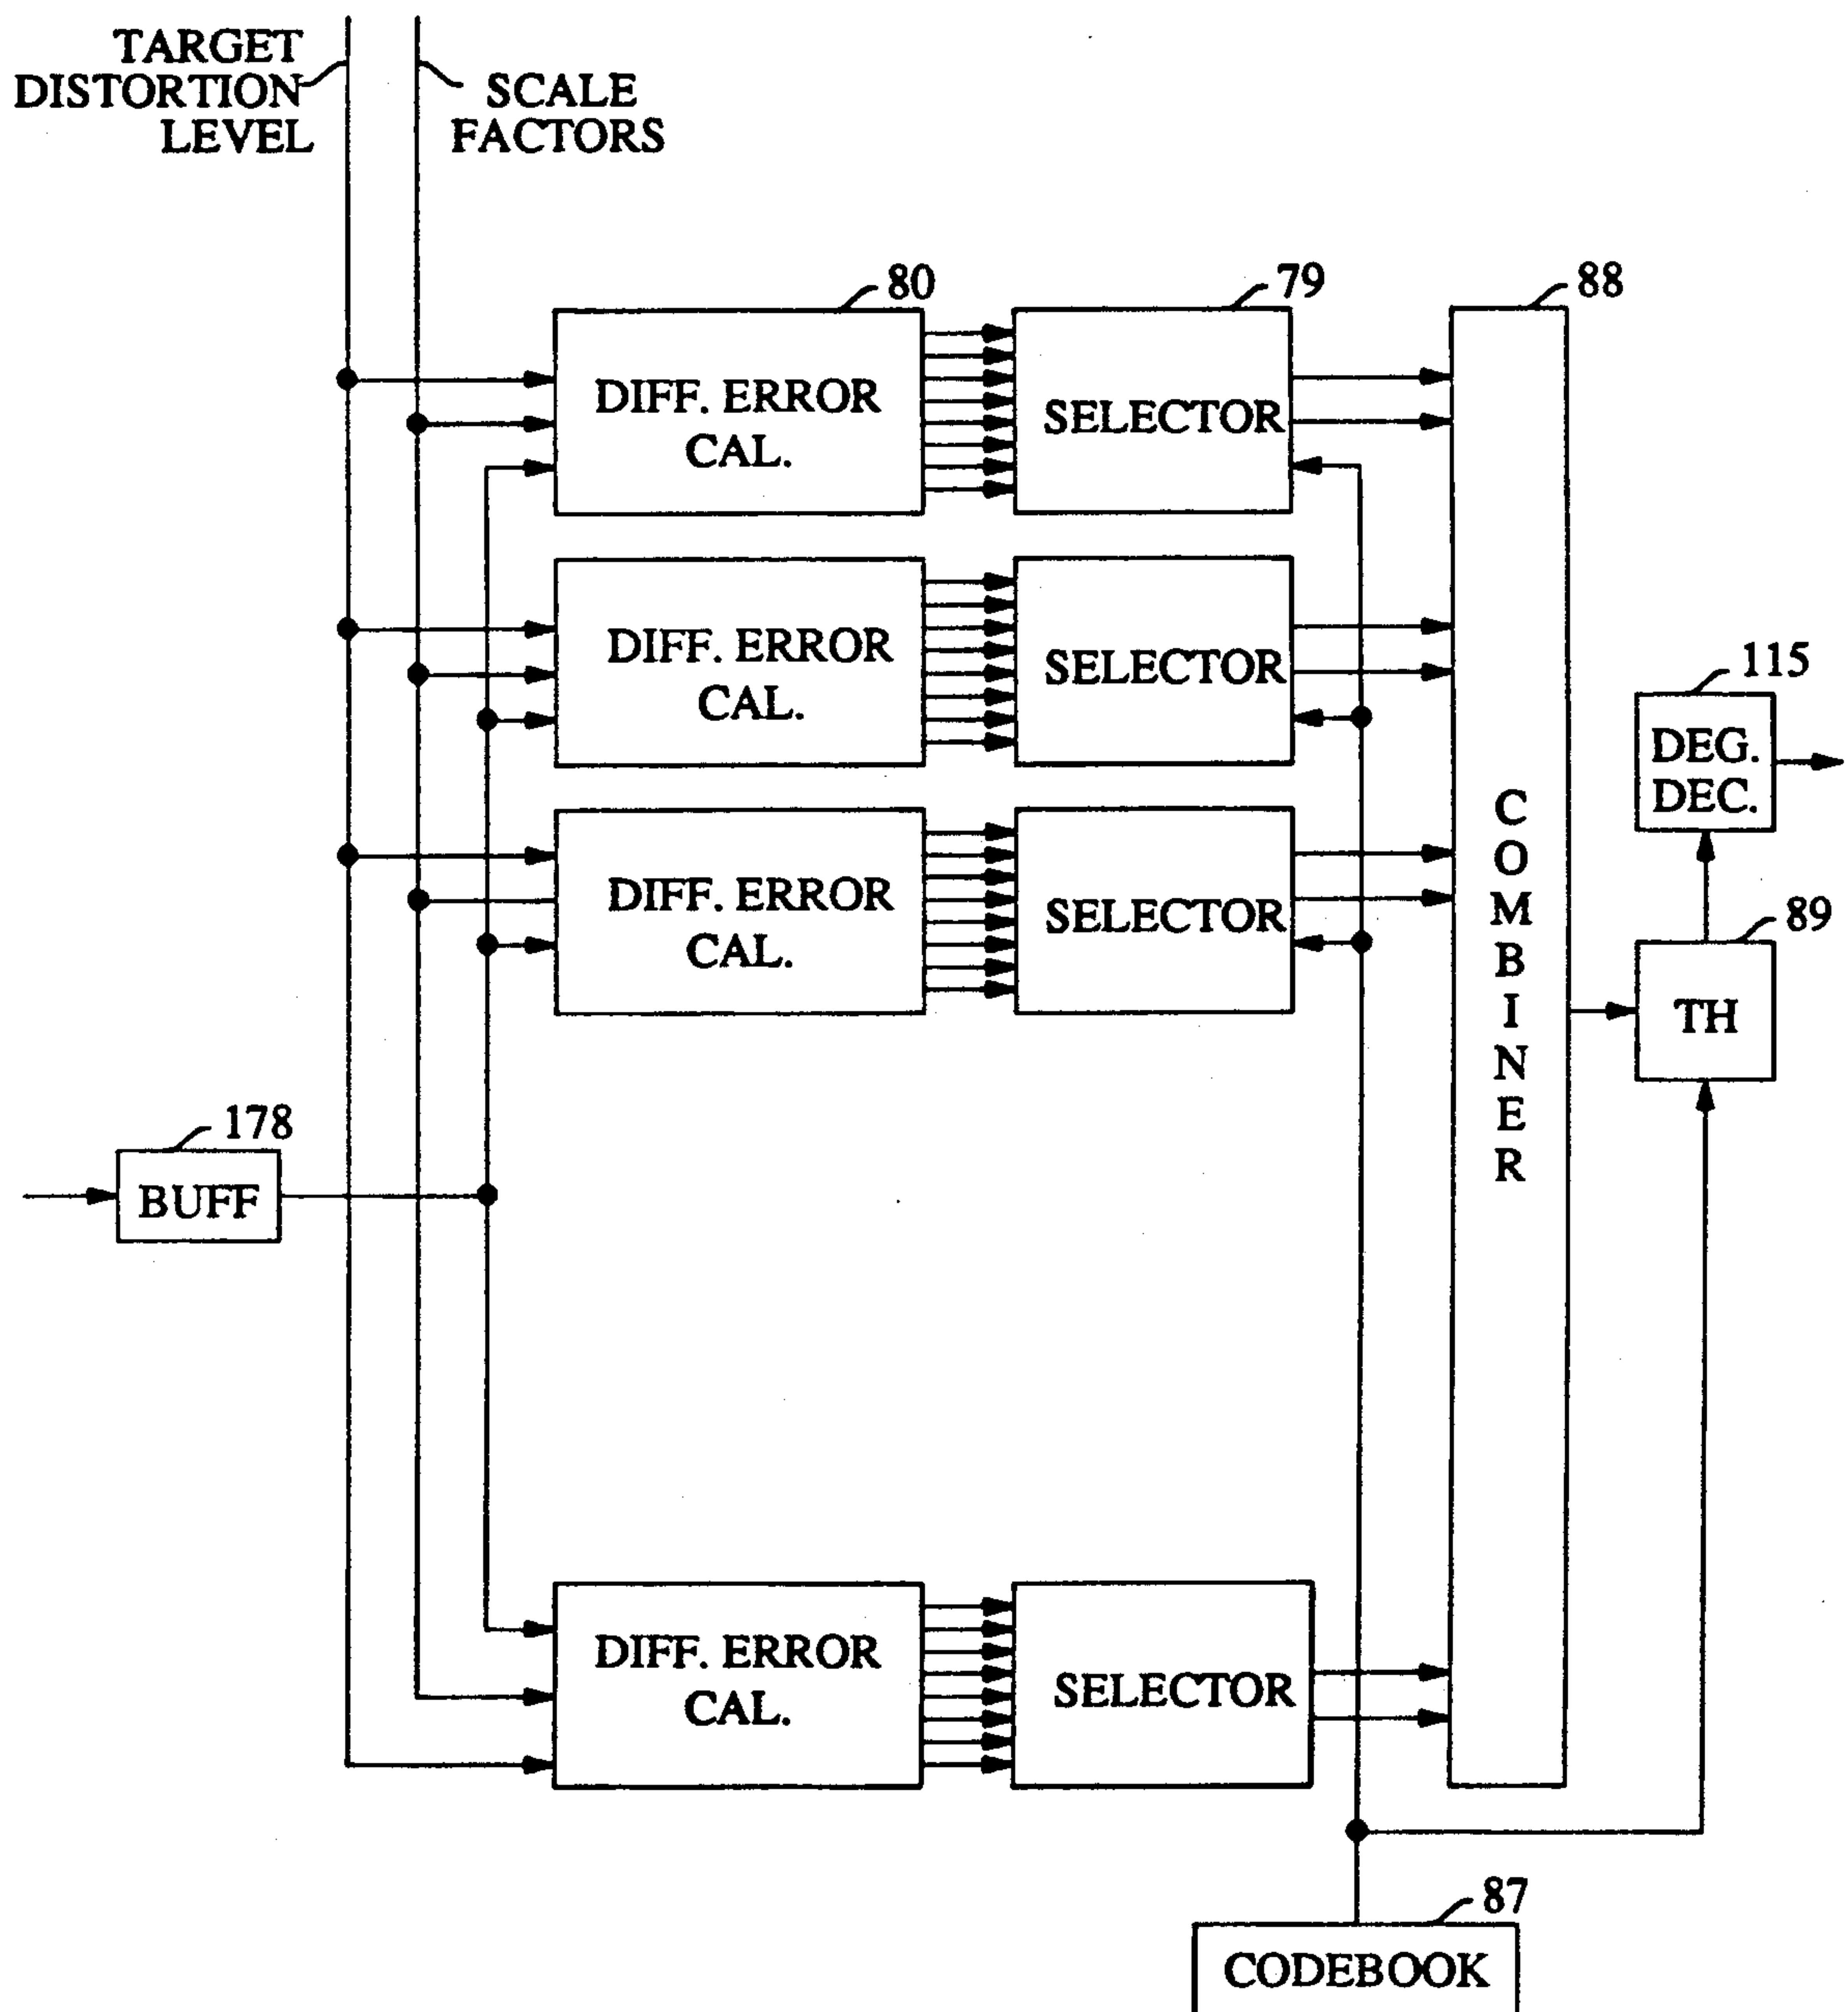 TARGET
DISTORTION
LEVEL
SCALE
FACTORS
80
79
88
DIFF. ERROR
CAL.
SELECTOR
DIFF. ERROR
CAL.
SELECTOR
115
DEG.
DEC.
C
O
M
B
I
N
E
R
DIFF. ERROR
CAL.
SELECTOR
89
TH
178
BUFF
DIFF. ERROR
CAL.
SELECTOR
87
CODEBOOK